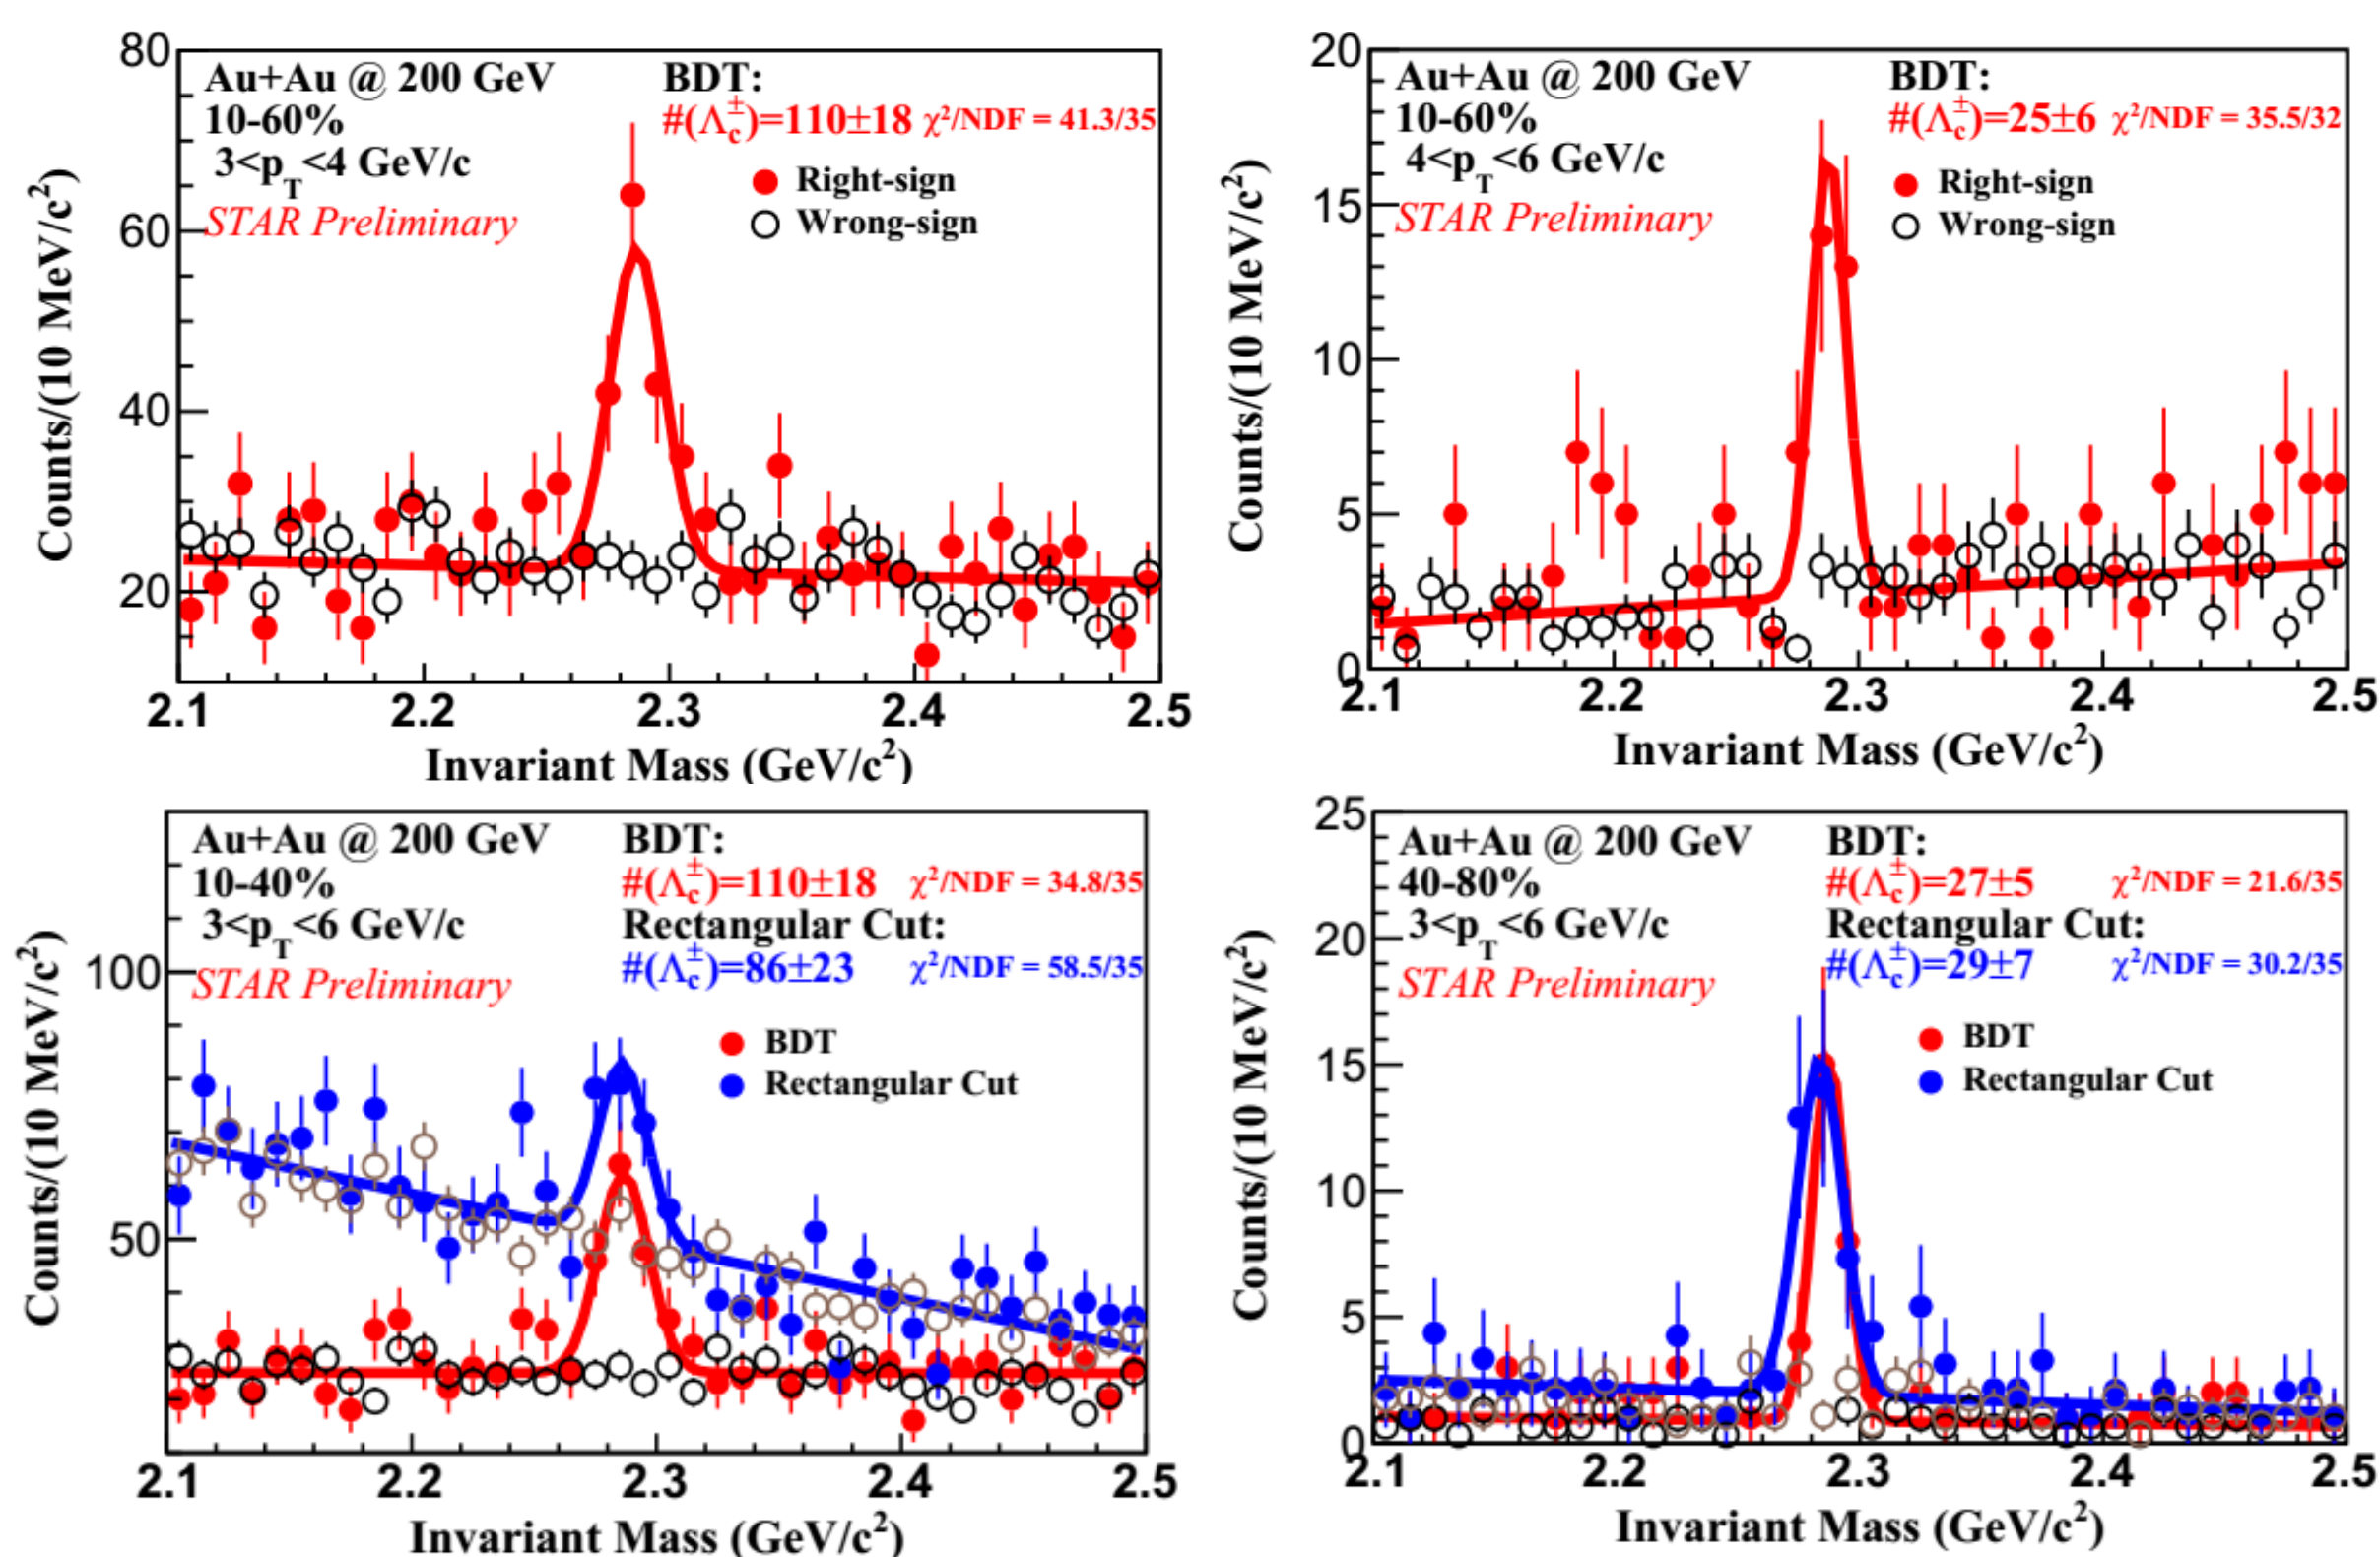 80
60
40
20
Counts/(10 MeV/c²)
Au+Au @ 200 GeV
10-60%
3<p_T<4 GeV/c
STAR Preliminary
BDT:
#(Λ_c^±)=110±18 χ²/NDF = 41.3/35
Right-sign
Wrong-sign
2.1 2.2 2.3 2.4 2.5
Invariant Mass (GeV/c²)
20
15
10
5
0
Counts/(10 MeV/c²)
Au+Au @ 200 GeV
10-60%
4<p_T<6 GeV/c
STAR Preliminary
BDT:
#(Λ_c^±)=25±6 χ²/NDF = 35.5/32
Right-sign
Wrong-sign
2.1 2.2 2.3 2.4 2.5
Invariant Mass (GeV/c²)
100
50
Counts/(10 MeV/c²)
Au+Au @ 200 GeV
10-40%
3<p_T<6 GeV/c
STAR Preliminary
BDT:
#(Λ_c^±)=110±18 χ²/NDF = 34.8/35
Rectangular Cut:
#(Λ_c^±)=86±23 χ²/NDF = 58.5/35
BDT
Rectangular Cut
2.1 2.2 2.3 2.4 2.5
Invariant Mass (GeV/c²)
25
20
15
10
5
0
Counts/(10 MeV/c²)
Au+Au @ 200 GeV
40-80%
3<p_T<6 GeV/c
STAR Preliminary
BDT:
#(Λ_c^±)=27±5 χ²/NDF = 21.6/35
Rectangular Cut:
#(Λ_c^±)=29±7 χ²/NDF = 30.2/35
BDT
Rectangular Cut
2.1 2.2 2.3 2.4 2.5
Invariant Mass (GeV/c²)